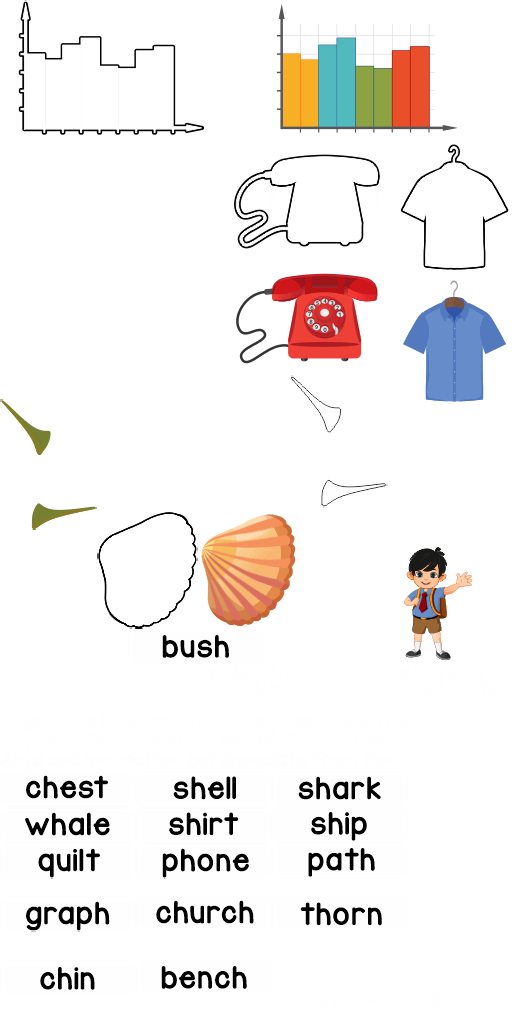 bush
chest shell shark
whale shirt ship
quilt phone path
graph church thorn
chin bench